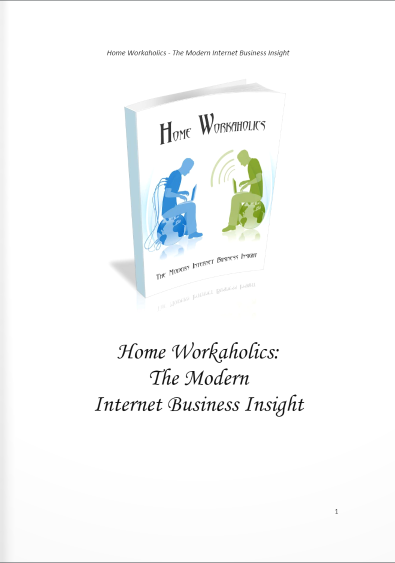 Home Workaholics - The Modern Internet Business Insight
Home Workaholics
The Modern Internet Business Insight
Home Workaholics:
The Modern
Internet Business Insight
1